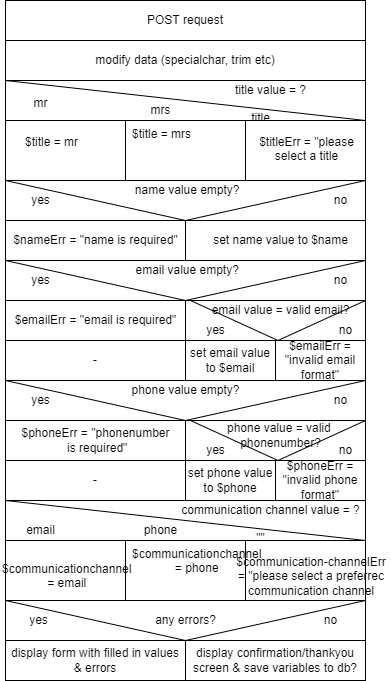 POST request
modify data (specialchar, trim etc)
title value = ?
mr
mrs
title
$title = mr
$title = mrs
$titleErr = "please
select a title
name value empty?
yes
no
$nameErr = "name is required"
set name value to $name
email value empty?
yes
no
$emailErr = "email is required"
email value = valid email?
yes
no
-
set email value
to $email
$emailErr =
"invalid email
format"
phone value empty?
yes
no
$phoneErr = "phonenumber
is required"
phone value = valid
phonenumber?
yes
no
-
set phone value
to $phone
$phoneErr =
"invalid phone
format"
communication channel value = ?
email
phone
""
$communicationchannel
= email
$communicationchannel
= phone
$communication-channelErr
= "please select a preferrec
communication channel
yes
any errors?
no
display form with filled in values
& errors
display confirmation/thankyou
screen & save variables to db?